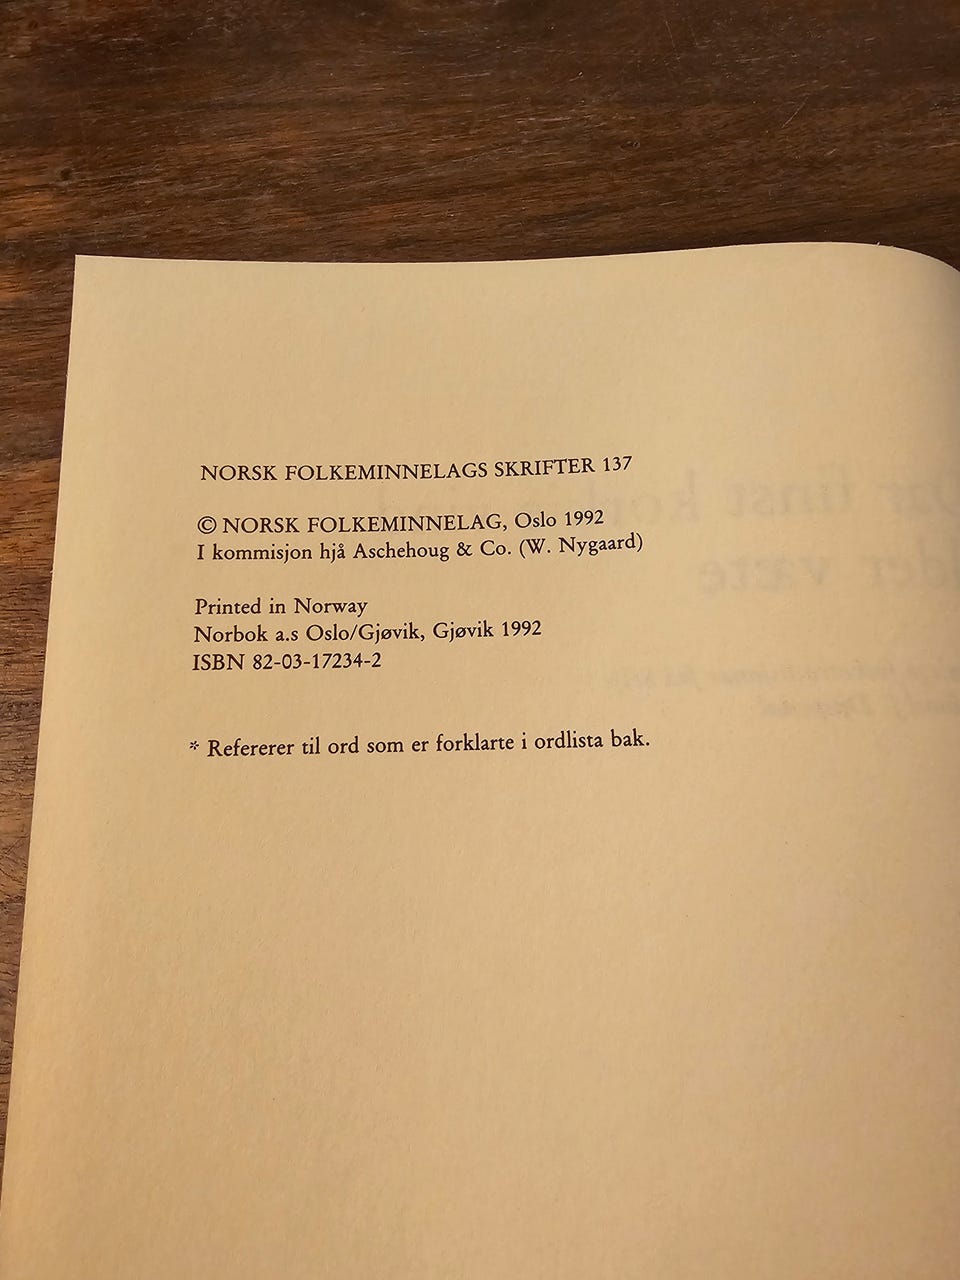 NORSK FOLKEMINNELAGS SKRIFTER 137
© NORSK FOLKEMINNELAG, Oslo 1992
I kommisjon hjå Aschehoug & Co. (W. Nygaard)
Printed in Norway
Norbok a.s Oslo/Gjøvik, Gjøvik 1992
ISBN 82-03-17234-2
* Refererer til ord som er forklarte i ordlista bak.